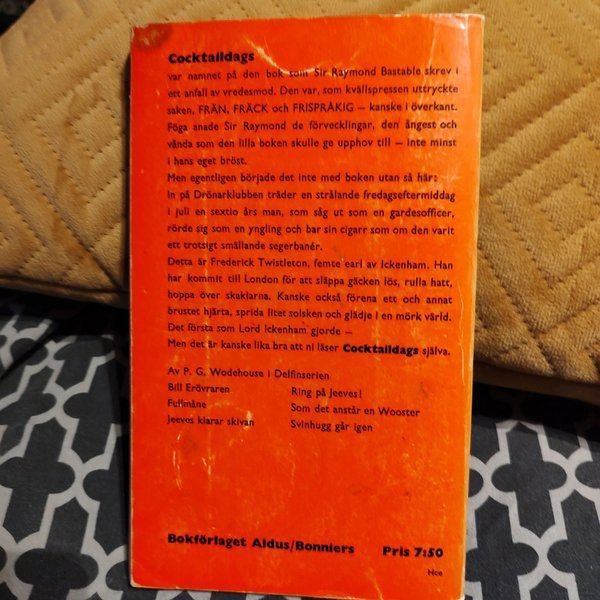 Cocktaildags
var namnet på den bok som Sir Raymond Bastable skrev i
ett anfall av vredesmod. Den var, som kvällspressen uttryckte
saken, FRÄN, FRÄCK och FRISPRÅKIG — kanske i överkant.
Föga anade Sir Raymond de förvecklingar, den ångest och
vånda som den lilla boken skulle ge upphov till — inte minst
i hans eget bröst.
Men egentligen började det inte med boken utan så här:
In på Drönarklubben träder en strålande fredagseftermiddag
i juli en sextio års man, som såg ut som en gardesofficer,
rörde sig som en yngling och bar sin cigarr som om den varit
ett trotsigt smällande segerbanér.
Detta är Frederick Twistleton, femte earl av Ickenham. Han
har kommit till London för att släppa gäcken lös, rulla hatt,
hoppa över skaklarna. Kanske också förena ett och annat
brustet hjärta, sprida litet solsken och glädje i en mörk värld.
Det första som Lord Ickenham gjorde —
Men det är kanske lika bra att ni läser Cocktaildags själva.
Av P. G. Wodehouse i Delfinserien
Bill Erövraren Ring på Jeeves!
Fullmåne Som det anstår en Wooster
Jeeves klarar skivan Svinhugg går igen
Bokförlaget Aldus/Bonniers Pris 7:50
Hce